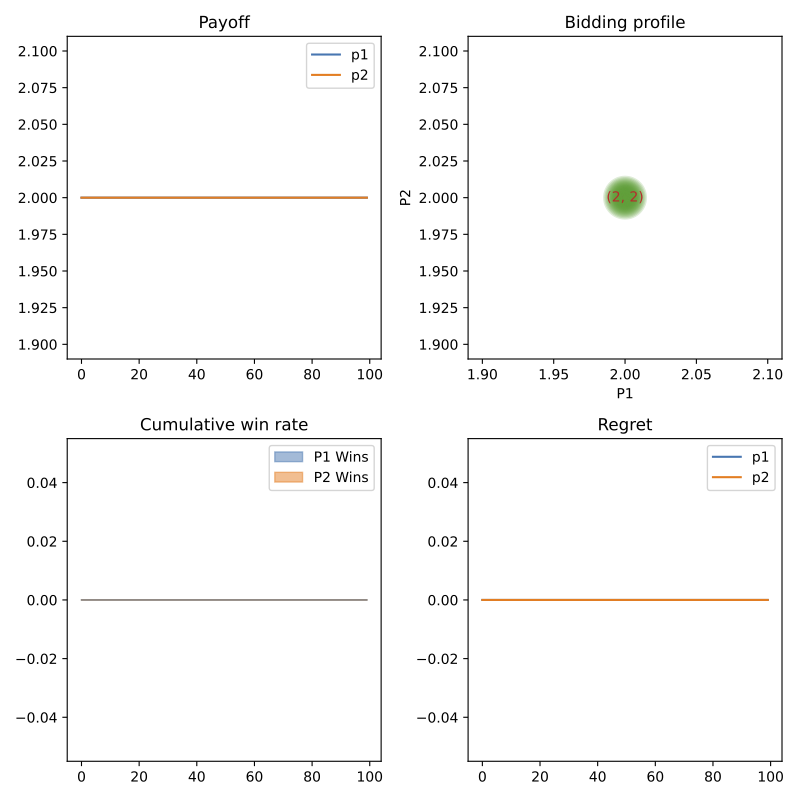 Payoff
2.100
2.075
2.050
2.025
2.000
1.975
1.950
1.925
1.900
0 20 40 60 80 100
p1
p2
Bidding profile
P2
2.100
2.075
2.050
2.025
2.000
1.975
1.950
1.925
1.900
(2, 2)
1.90 1.95 2.00 2.05 2.10
P1
Cumulative win rate
0.04
0.02
0.00
−0.02
−0.04
0 20 40 60 80 100
P1 Wins
P2 Wins
Regret
0.04
0.02
0.00
−0.02
−0.04
0 20 40 60 80 100
p1
p2